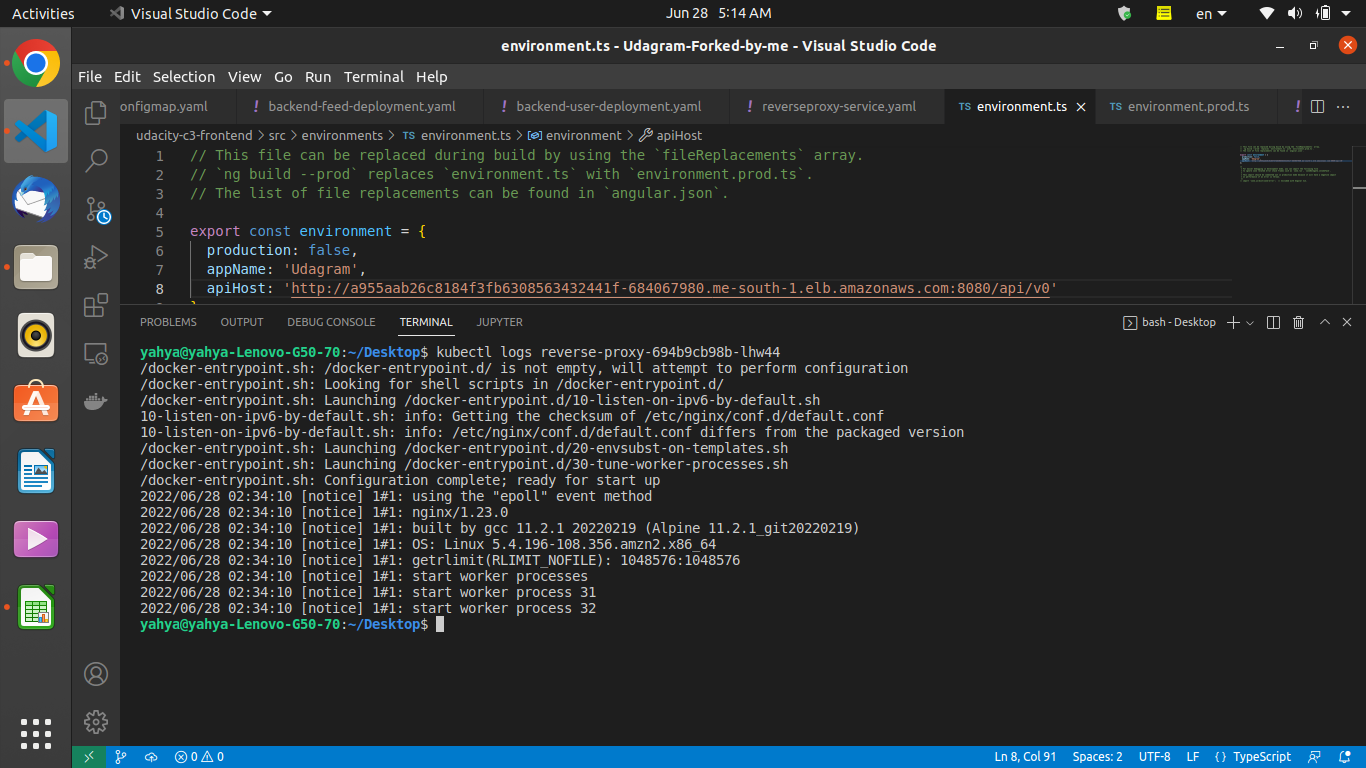 Activities
Visual Studio Code
Jun 28 5:14 AM
en
environment.ts - Udagram-Forked-by-me - Visual Studio Code
File Edit Selection View Go Run Terminal Help
onfigmap.yaml
! backend-feed-deployment.yaml
! backend-user-deployment.yaml
! reverseproxy-service.yaml
TS environment.ts
TS environment.prod.ts
!
udacity-c3-frontend > src > environments > TS environment.ts > environment > apiHost
1 // This file can be replaced during build by using the `fileReplacements` array.
2 // `ng build --prod` replaces `environment.ts` with `environment.prod.ts`.
3 // The list of file replacements can be found in `angular.json`.
4
5 export const environment = {
6 production: false,
7 appName: 'Udagram',
8 apiHost: 'http://a955aab26c8184f3fb6308563432441f-684067980.me-south-1.elb.amazonaws.com:8080/api/v0'
PROBLEMS OUTPUT DEBUG CONSOLE TERMINAL JUPYTER
bash - Desktop
yahya@yahya-Lenovo-G50-70:~/Desktop$ kubectl logs reverse-proxy-694b9cb98b-lhw44
/docker-entrypoint.sh: /docker-entrypoint.d/ is not empty, will attempt to perform configuration
/docker-entrypoint.sh: Looking for shell scripts in /docker-entrypoint.d/
/docker-entrypoint.sh: Launching /docker-entrypoint.d/10-listen-on-ipv6-by-default.sh
10-listen-on-ipv6-by-default.sh: info: Getting the checksum of /etc/nginx/conf.d/default.conf
10-listen-on-ipv6-by-default.sh: info: /etc/nginx/conf.d/default.conf differs from the packaged version
/docker-entrypoint.sh: Launching /docker-entrypoint.d/20-envsubst-on-templates.sh
/docker-entrypoint.sh: Launching /docker-entrypoint.d/30-tune-worker-processes.sh
/docker-entrypoint.sh: Configuration complete; ready for start up
2022/06/28 02:34:10 [notice] 1#1: using the "epoll" event method
2022/06/28 02:34:10 [notice] 1#1: nginx/1.23.0
2022/06/28 02:34:10 [notice] 1#1: built by gcc 11.2.1 20220219 (Alpine 11.2.1_git20220219)
2022/06/28 02:34:10 [notice] 1#1: OS: Linux 5.4.196-108.356.amzn2.x86_64
2022/06/28 02:34:10 [notice] 1#1: getrlimit(RLIMIT_NOFILE): 1048576:1048576
2022/06/28 02:34:10 [notice] 1#1: start worker processes
2022/06/28 02:34:10 [notice] 1#1: start worker process 31
2022/06/28 02:34:10 [notice] 1#1: start worker process 32
yahya@yahya-Lenovo-G50-70:~/Desktop$
0 0
Ln 8, Col 91 Spaces: 2 UTF-8 LF {} TypeScript